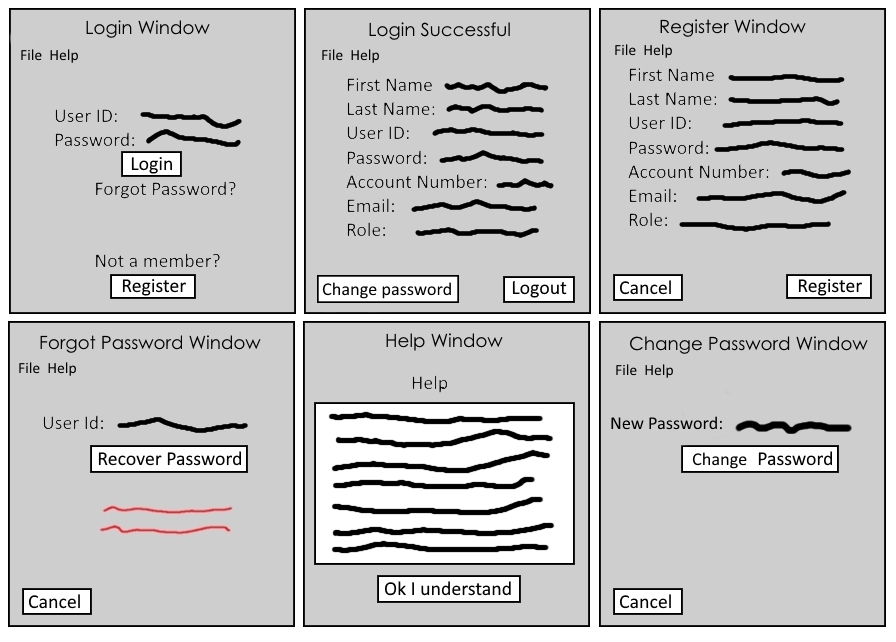 Login Window
File Help
User ID:
Password:
Login
Forgot Password?
Not a member?
Register
Login Successful
File Help
First Name
Last Name:
User ID:
Password:
Account Number:
Email:
Role:
Change password
Logout
Register Window
File Help
First Name
Last Name:
User ID:
Password:
Account Number:
Email:
Role:
Cancel
Register
Forgot Password Window
File Help
User Id:
Recover Password
Cancel
Help Window
Help
Ok I understand
Change Password Window
File Help
New Password:
Change Password
Cancel